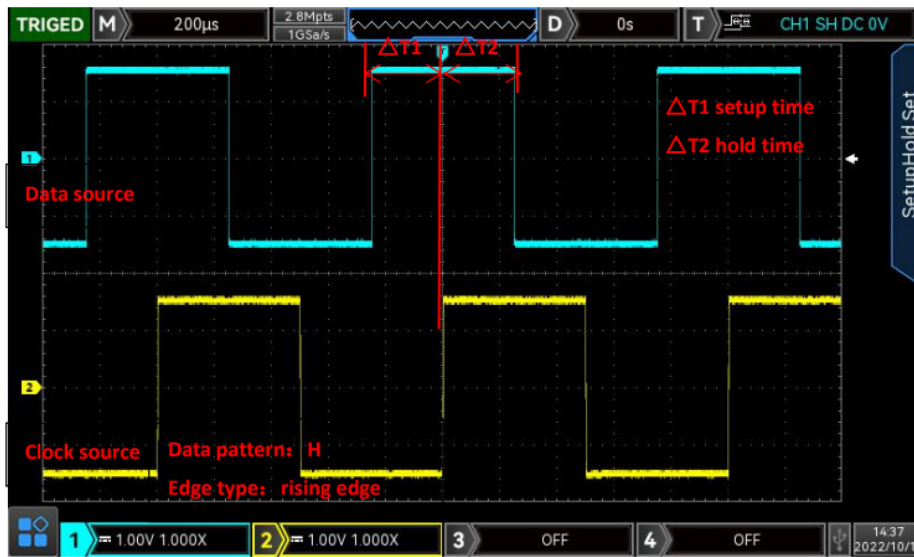 TRIGED M 200μs 2.8Mpts D 0s T CH1 SH DC 0V
1GSa/s
△T1 △T2
T
△T1 setup time
△T2 hold time
1
SetupHold Set
Data source
2
Clock source Data pattern： H
Edge type： rising edge
1 1.00V 1.000X 2 1.00V 1.000X 3 OFF 4 OFF 14:37